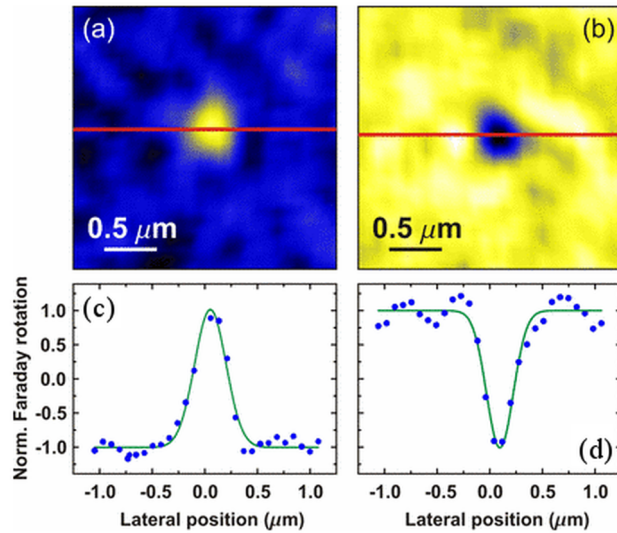 (a)
(b)
0.5 μm
0.5 μm
Norm. Faraday rotation
1.0
0.5
0.0
-0.5
-1.0
(c)
(d)
-1.0 -0.5 0.0 0.5 1.0
-1.0 -0.5 0.0 0.5 1.0
Lateral position (μm)
Lateral position (μm)